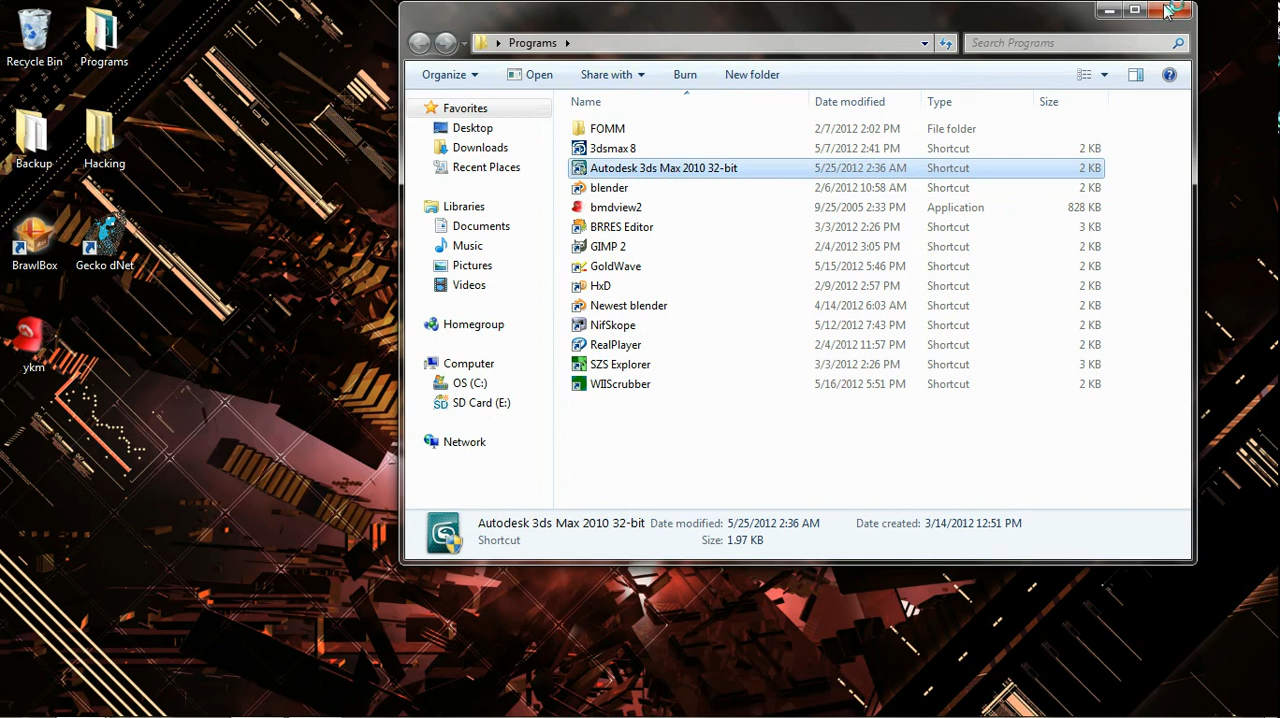 Recycle Bin
Programs
Backup
Hacking
BrawlBox
Gecko dNet
ykm
Programs
Search Programs
Organize Open Share with Burn New folder
Favorites
Desktop
Downloads
Recent Places
Libraries
Documents
Music
Pictures
Videos
Homegroup
Computer
OS (C:)
SD Card (E:)
Network
Name Date modified Type Size
FOMM 2/7/2012 2:02 PM File folder
3dsmax8 5/7/2012 2:41 PM Shortcut 2 KB
Autodesk 3ds Max 2010 32-bit 5/25/2012 2:36 AM Shortcut 2 KB
blender 2/6/2012 10:58 AM Shortcut 2 KB
bmdview2 9/25/2005 2:33 PM Application 828 KB
BRRES Editor 3/3/2012 2:26 PM Shortcut 3 KB
GIMP 2 2/4/2012 3:05 PM Shortcut 2 KB
GoldWave 5/15/2012 5:46 PM Shortcut 2 KB
HxD 2/9/2012 2:57 PM Shortcut 2 KB
Newest blender 4/14/2012 6:03 AM Shortcut 2 KB
NifSkope 5/12/2012 7:43 PM Shortcut 2 KB
RealPlayer 2/4/2012 11:57 PM Shortcut 2 KB
SZS Explorer 3/3/2012 2:26 PM Shortcut 3 KB
WIIScrubber 5/16/2012 5:51 PM Shortcut 2 KB
Autodesk 3ds Max 2010 32-bit Date modified: 5/25/2012 2:36 AM Date created: 3/14/2012 12:51 PM
Shortcut Size: 1.97 KB